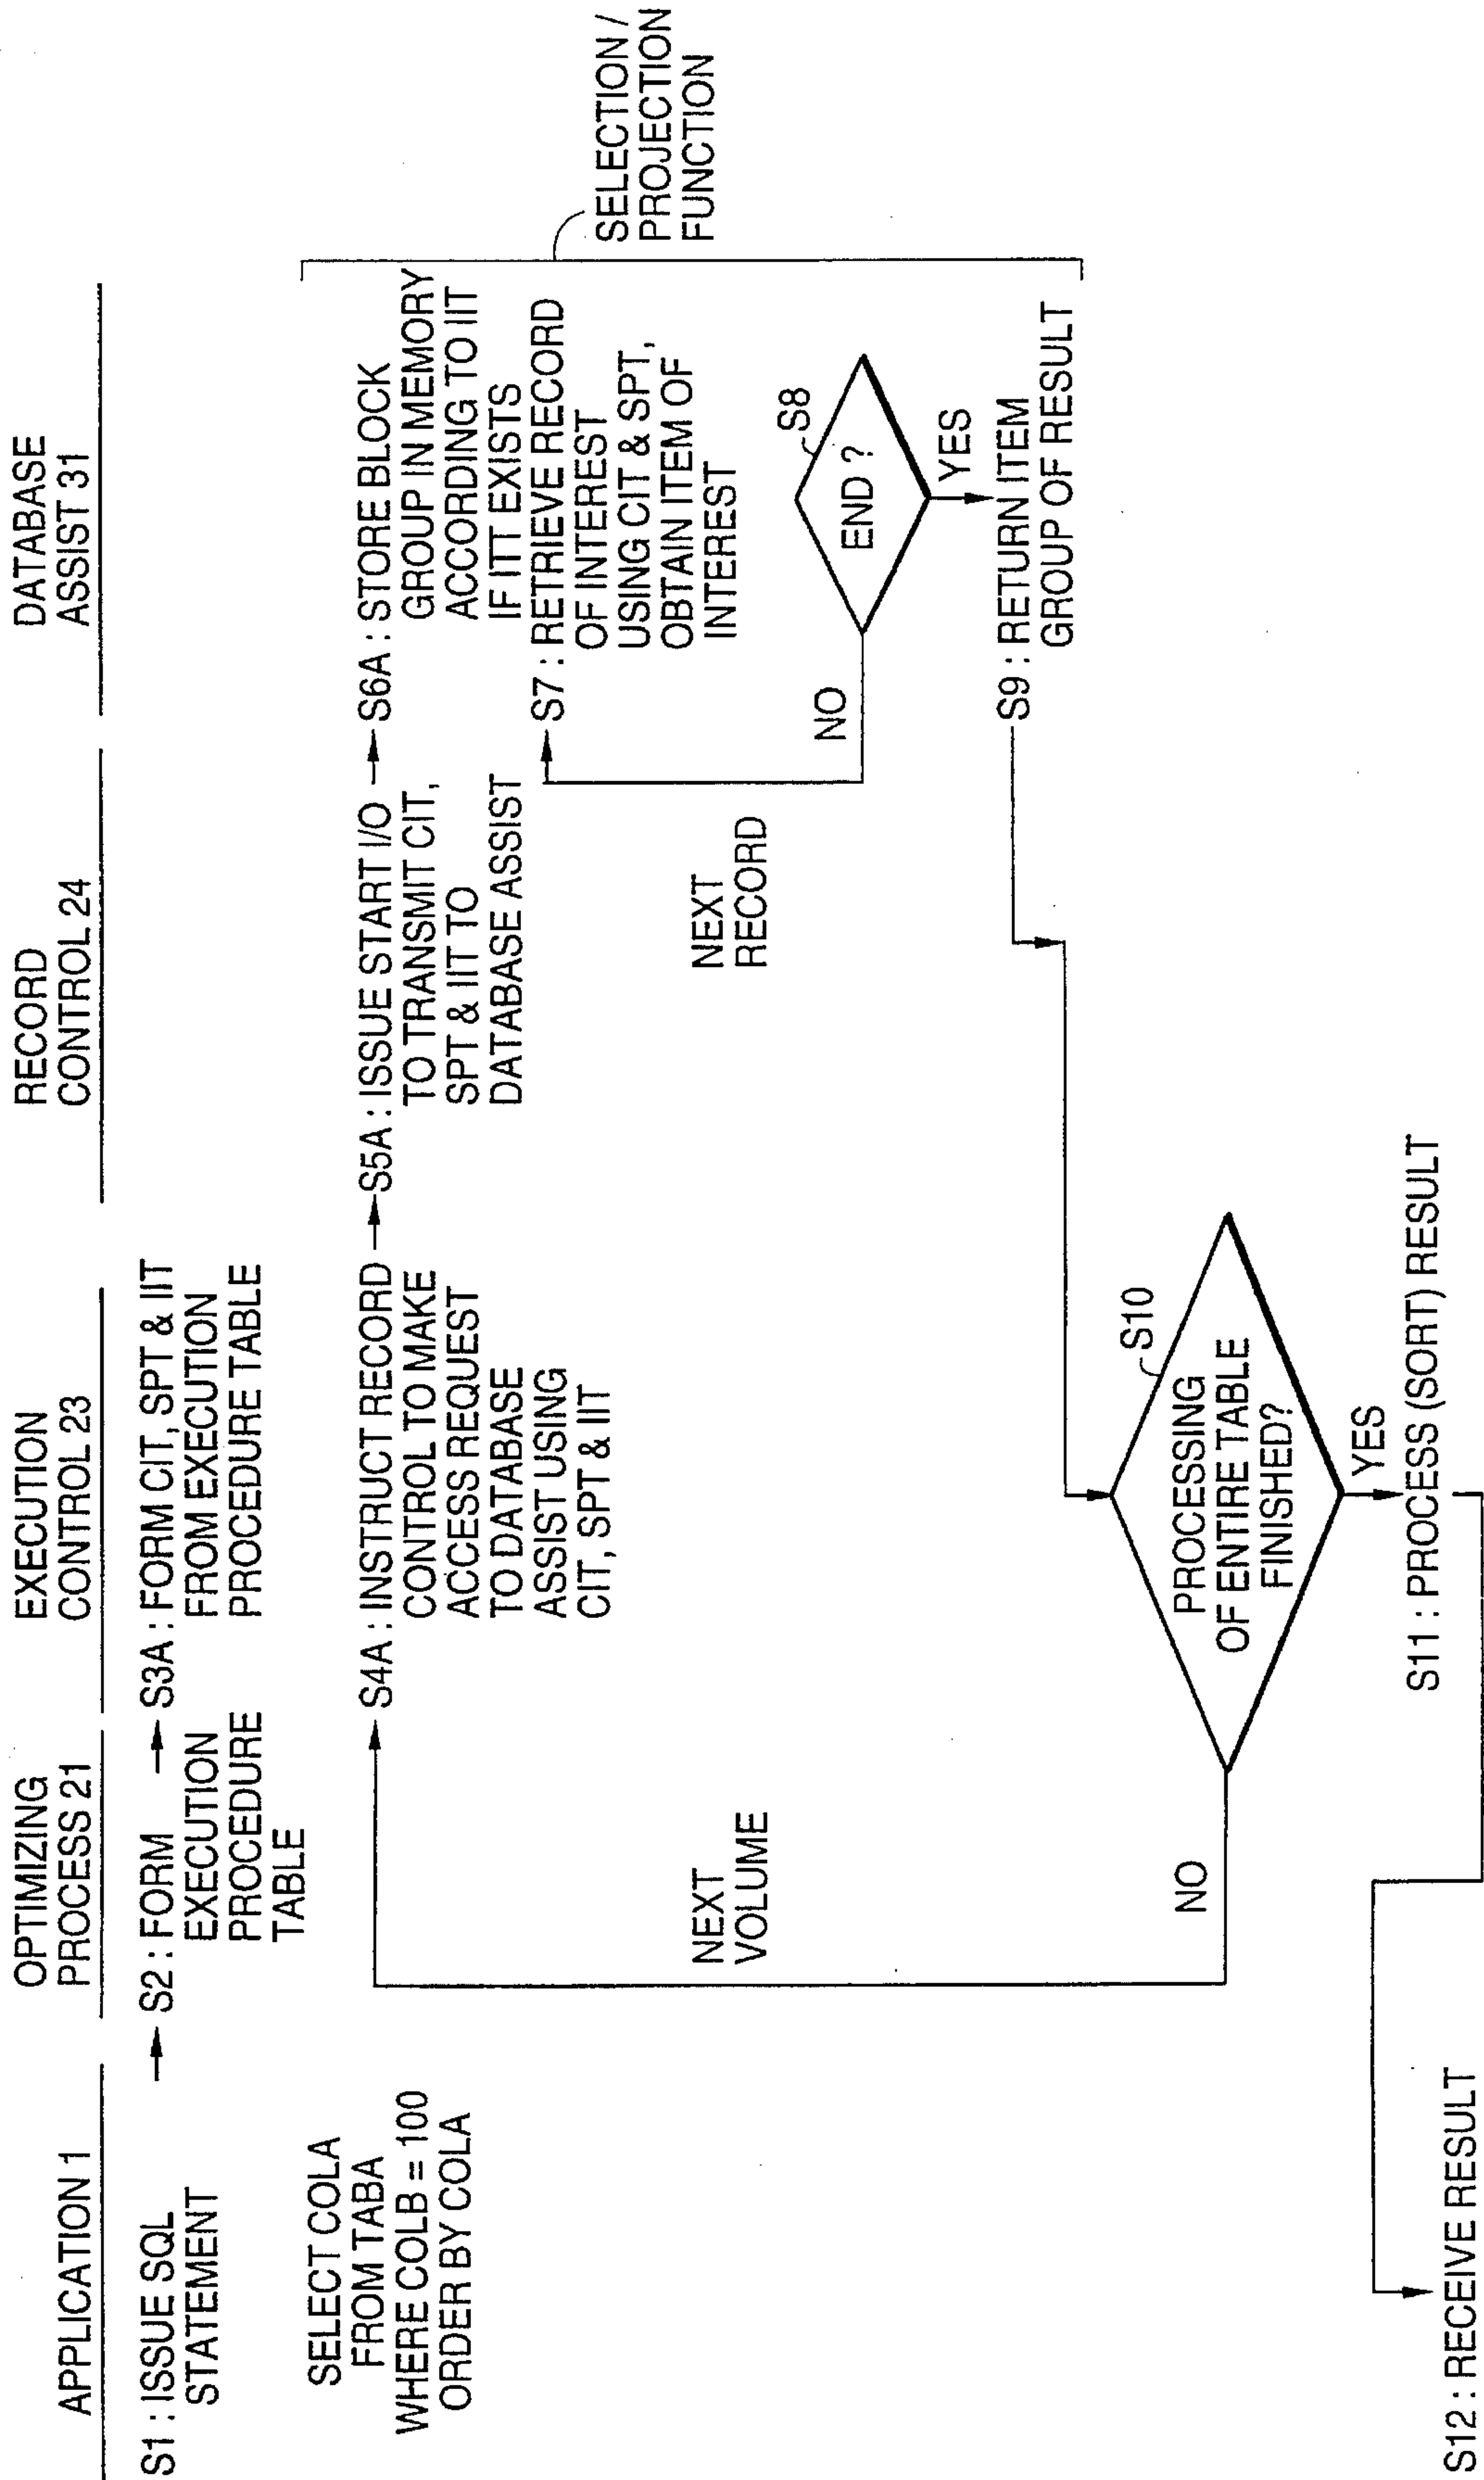 APPLICATION 1
OPTIMIZING
PROCESS 21
EXECUTION
CONTROL 23
RECORD
CONTROL 24
DATABASE
ASSIST 31
S1 : ISSUE SQL
STATEMENT
S2 : FORM
EXECUTION
PROCEDURE
TABLE
S3A : FORM CIT, SPT & IIT
FROM EXECUTION
PROCEDURE TABLE
SELECT COLA
FROM TABA
WHERE COLB = 100
ORDER BY COLA
S4A : INSTRUCT RECORD
CONTROL TO MAKE
ACCESS REQUEST
TO DATABASE
ASSIST USING
CIT, SPT & IIT
S5A : ISSUE START I/O
TO TRANSMIT CIT,
SPT & IIT TO
DATABASE ASSIST
S6A : STORE BLOCK
GROUP IN MEMORY
ACCORDING TO IIT
IF ITT EXISTS
S7 : RETRIEVE RECORD
OF INTEREST
USING CIT & SPT,
OBTAIN ITEM OF
INTEREST
SELECTION /
PROJECTION
FUNCTION
NEXT
RECORD
NO
END ?
S8
YES
S9 : RETURN ITEM
GROUP OF RESULT
NEXT
VOLUME
NO
PROCESSING
OF ENTIRE TABLE
FINISHED?
S10
YES
S11 : PROCESS (SORT) RESULT
S12 : RECEIVE RESULT